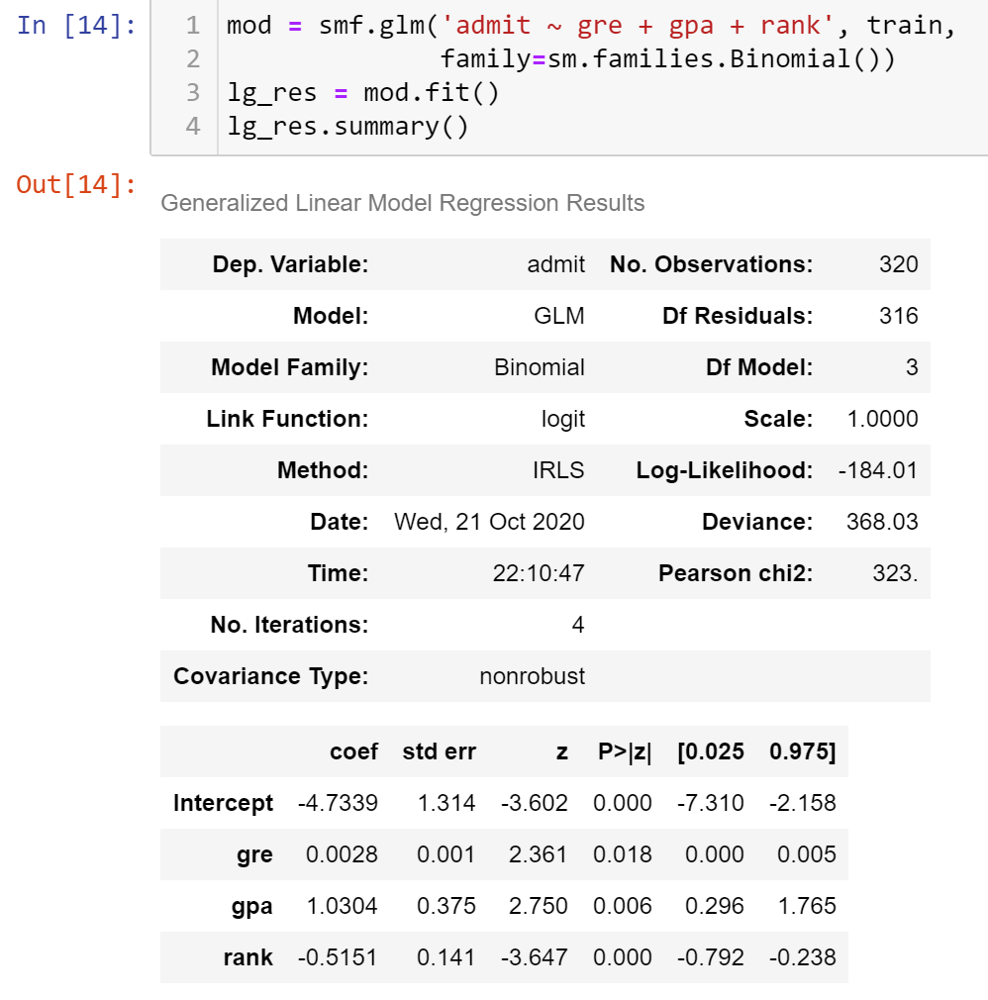 In [14]:
1 mod = smf.glm('admit ~ gre + gpa + rank', train,
2 family=sm.families.Binomial())
3 lg_res = mod.fit()
4 lg_res.summary()
Out[14]:
Generalized Linear Model Regression Results
Dep. Variable: admit No. Observations: 320
Model: GLM Df Residuals: 316
Model Family: Binomial Df Model: 3
Link Function: logit Scale: 1.0000
Method: IRLS Log-Likelihood: -184.01
Date: Wed, 21 Oct 2020 Deviance: 368.03
Time: 22:10:47 Pearson chi2: 323.
No. Iterations: 4
Covariance Type: nonrobust
coef std err z P>|z| [0.025 0.975]
Intercept -4.7339 1.314 -3.602 0.000 -7.310 -2.158
gre 0.0028 0.001 2.361 0.018 0.000 0.005
gpa 1.0304 0.375 2.750 0.006 0.296 1.765
rank -0.5151 0.141 -3.647 0.000 -0.792 -0.238